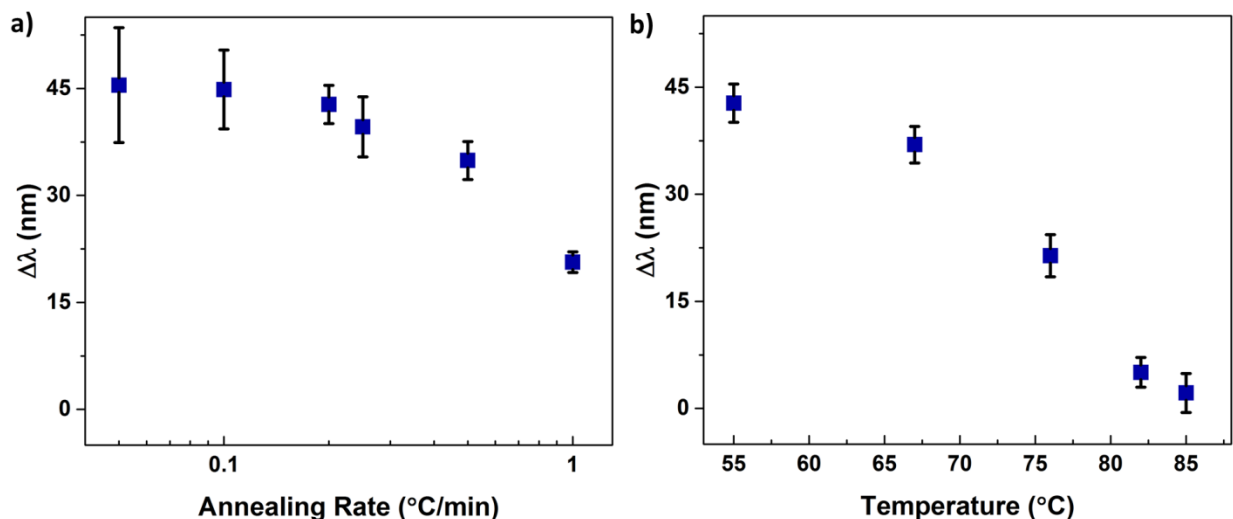 a)
45
30
15
0
Δλ (nm)
0.1 1
Annealing Rate (°C/min)
b)
45
30
15
0
Δλ (nm)
55 60 65 70 75 80 85
Temperature (°C)